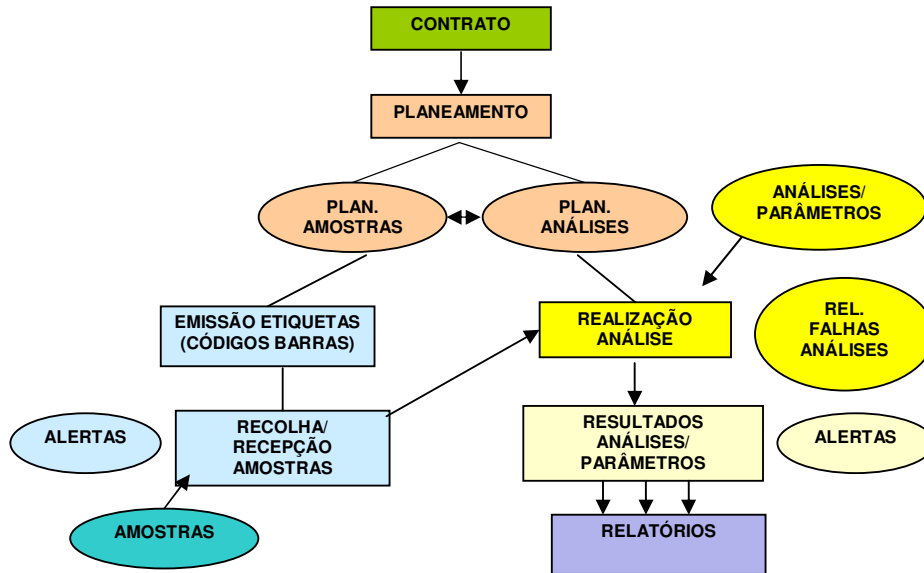 CONTRATO
PLANEAMENTO
PLAN.
AMOSTRAS
PLAN.
ANÁLISES
ANÁLISES/
PARÂMETROS
EMISSÃO ETIQUETAS
(CÓDIGOS BARRAS)
REALIZAÇÃO
ANÁLISE
REL.
FALHAS
ANÁLISES
ALERTAS
RECOLHA/
RECEPÇÃO
AMOSTRAS
RESULTADOS
ANÁLISES/
PARÂMETROS
ALERTAS
AMOSTRAS
RELATÓRIOS